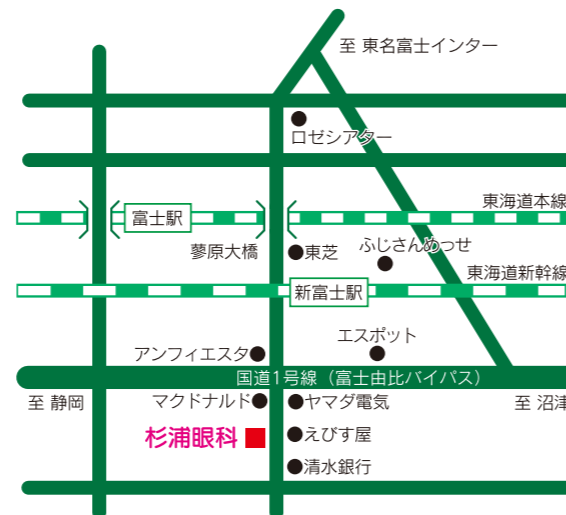 至 東名富士インター
ロゼシアター
東海道本線
富士駅
蓼原大橋
東芝
ふじさんめっせ
東海道新幹線
新富士駅
エスポット
アンフィエスタ
国道1号線（富士由比バイパス）
至 静岡
マクドナルド
ヤマダ電気
至 沼津
杉浦眼科
えびす屋
清水銀行